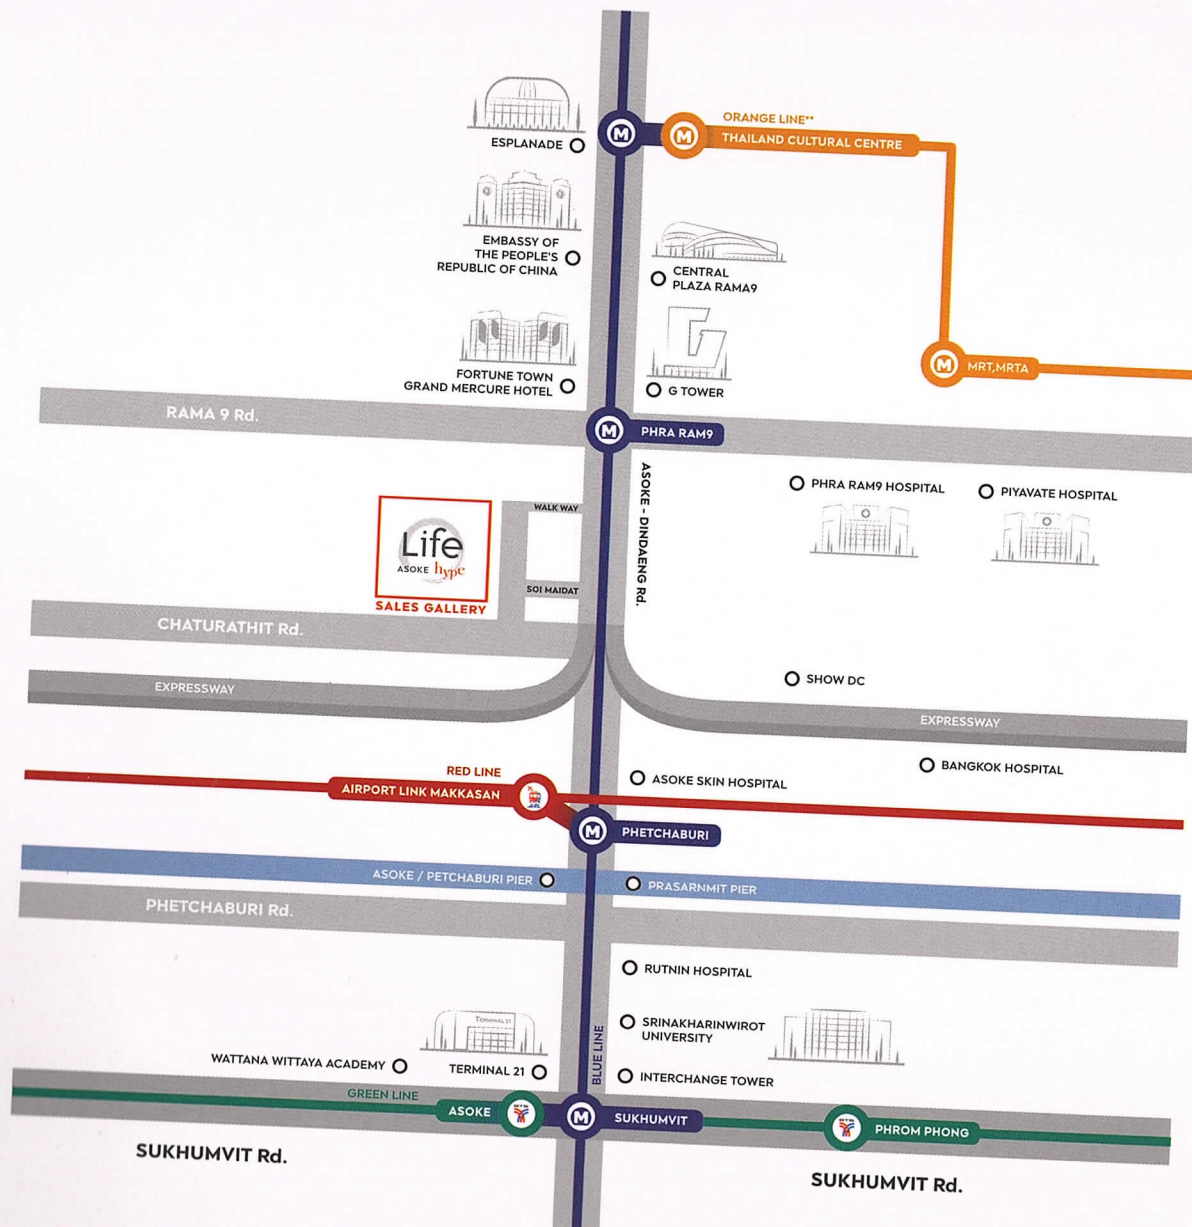 ORANGE LINE**
THAILAND CULTURAL CENTRE
ESPLANADE
EMBASSY OF
THE PEOPLE'S
REPUBLIC OF CHINA
CENTRAL
PLAZA RAMA9
FORTUNE TOWN
GRAND MERCURE HOTEL
G TOWER
MRT,MRTA
RAMA 9 Rd.
PHRA RAM9
ASOKE - DINDAENG Rd.
PHRA RAM9 HOSPITAL
PIYAVATE HOSPITAL
WALK WAY
Life
ASOKE hype
SALES GALLERY
SOI MAIDAT
CHATURATHIT Rd.
EXPRESSWAY
SHOW DC
EXPRESSWAY
BANGKOK HOSPITAL
RED LINE
AIRPORT LINK MAKKASAN
ASOKE SKIN HOSPITAL
PHETCHABURI
ASOKE / PETCHABURI PIER
PRASARNMIT PIER
PHETCHABURI Rd.
RUTNIN HOSPITAL
TERMINAL 21
SRINAKHARINWIROT
UNIVERSITY
BLUE LINE
WATTANA WITTAYA ACADEMY
TERMINAL 21
INTERCHANGE TOWER
GREEN LINE
ASOKE
SUKHUMVIT
PHROM PHONG
SUKHUMVIT Rd.
SUKHUMVIT Rd.